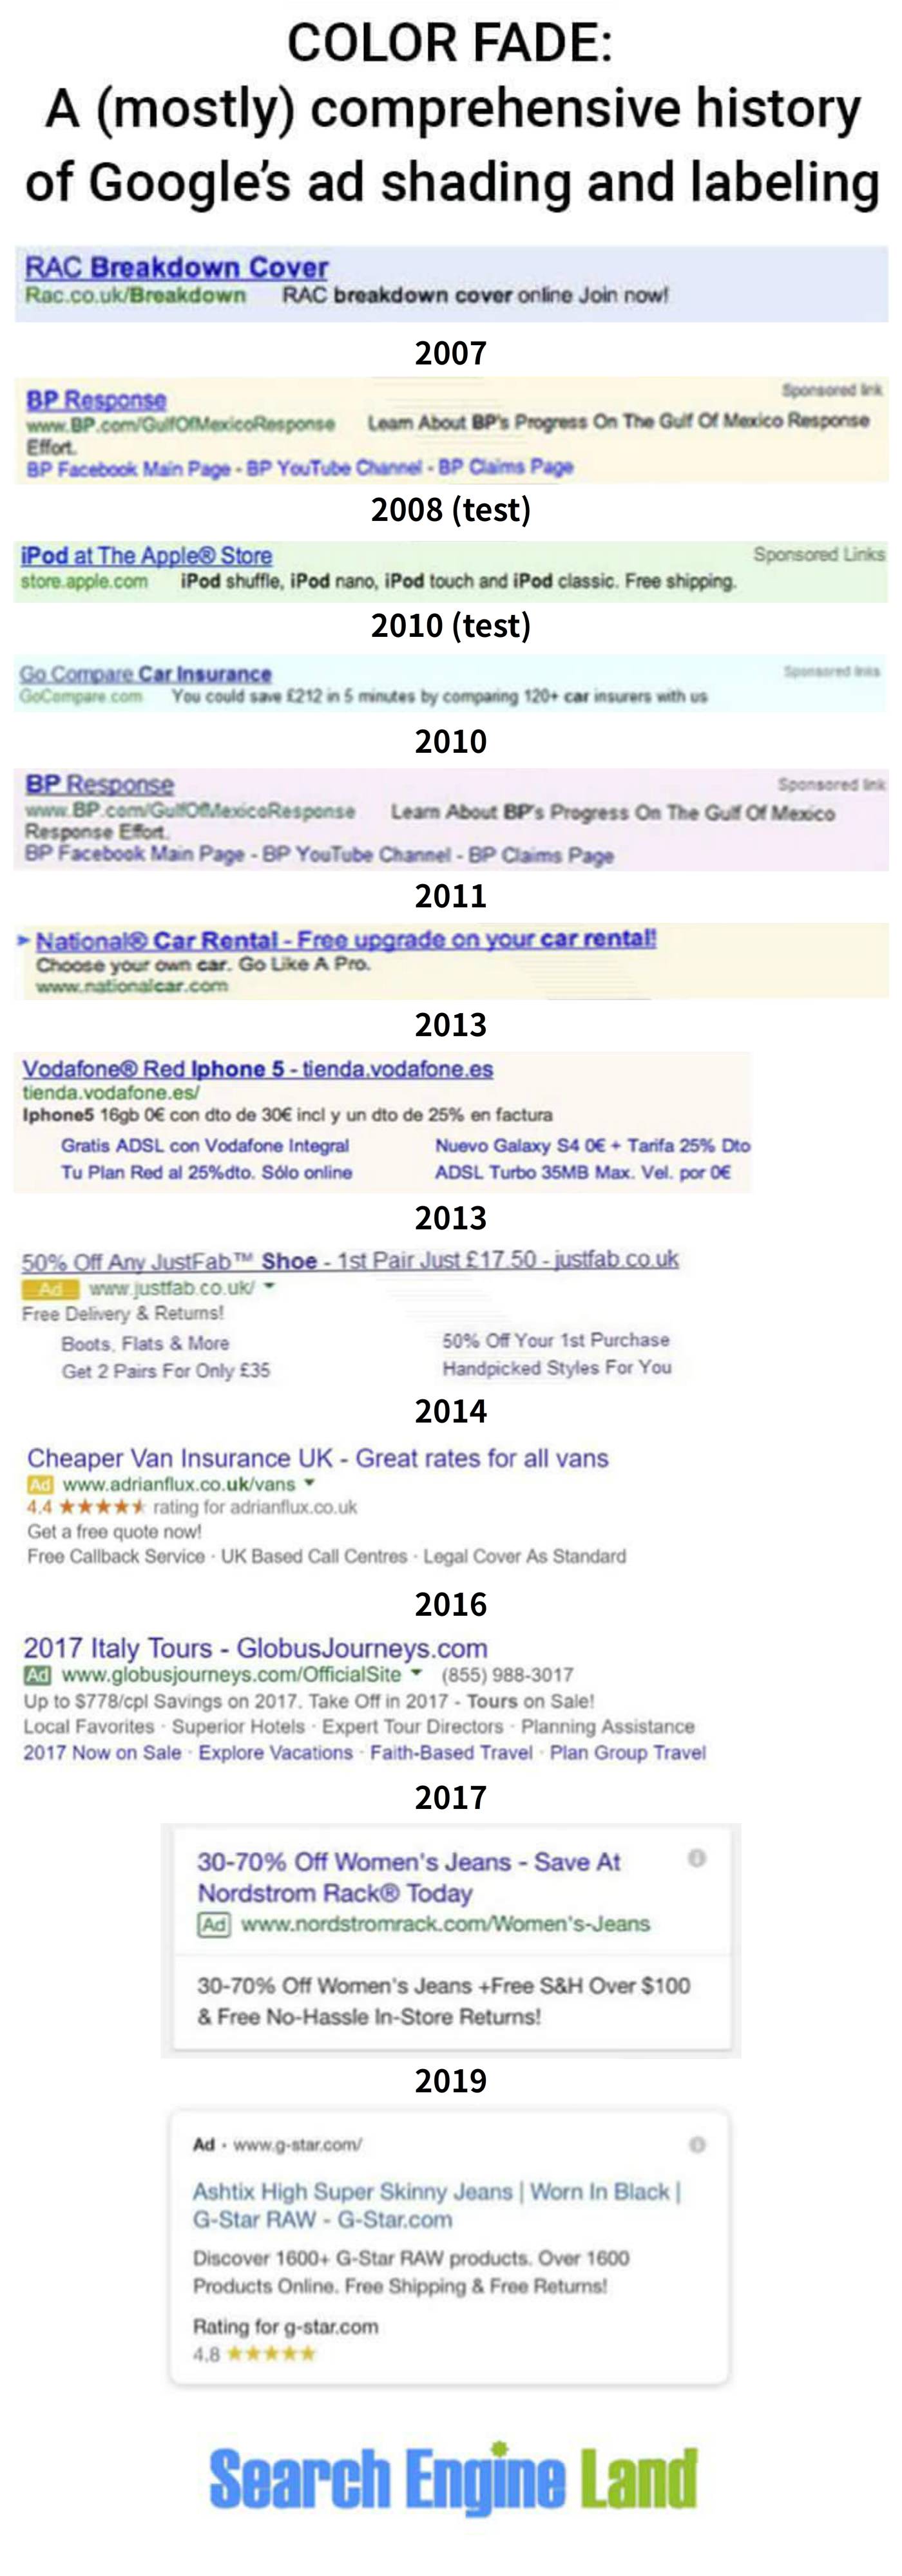 COLOR FADE:
A (mostly) comprehensive history
of Google's ad shading and labeling
RAC Breakdown Cover
Rac.co.uk/Breakdown RAC breakdown cover online Join now!
2007
BP Response
Sponsored link
www.BP.com/GulfOfMexicoResponse Learn About BP's Progress On The Gulf Of Mexico Response
Effort.
BP Facebook Main Page - BP YouTube Channel - BP Claims Page
2008 (test)
iPod at The Apple® Store
Sponsored Links
store.apple.com iPod shuffle, iPod nano, iPod touch and iPod classic. Free shipping.
2010 (test)
Go Compare Car Insurance
Sponsored links
GoCompare.com You could save £212 in 5 minutes by comparing 120+ car insurers with us
2010
BP Response
Sponsored link
www.BP.com/GulfOfMexicoResponse Learn About BP's Progress On The Gulf Of Mexico
Response Effort.
BP Facebook Main Page - BP YouTube Channel - BP Claims Page
2011
National® Car Rental - Free upgrade on your car rental!
Choose your own car. Go Like A Pro.
www.nationalcar.com
2013
Vodafone® Red Iphone 5 - tienda.vodafone.es
tienda.vodafone.es/
Iphone5 16gb 0€ con dto de 30€ incl y un dto de 25% en factura
Gratis ADSL con Vodafone Integral Nuevo Galaxy S4 0€ + Tarifa 25% Dto
Tu Plan Red al 25%dto. Sólo online ADSL Turbo 35MB Max. Vel. por 0€
2013
50% Off Any JustFab™ Shoe - 1st Pair Just £17.50 - justfab.co.uk
Ad www.justfab.co.uk/
Free Delivery & Returns!
Boots, Flats & More 50% Off Your 1st Purchase
Get 2 Pairs For Only £35 Handpicked Styles For You
2014
Cheaper Van Insurance UK - Great rates for all vans
Ad www.adrianflux.co.uk/vans
4.4 ★★★★★ rating for adrianflux.co.uk
Get a free quote now!
Free Callback Service · UK Based Call Centres · Legal Cover As Standard
2016
2017 Italy Tours - GlobusJourneys.com
Ad www.globusjourneys.com/OfficialSite (855) 988-3017
Up to $778/cpl Savings on 2017. Take Off in 2017 - Tours on Sale!
Local Favorites · Superior Hotels · Expert Tour Directors · Planning Assistance
2017 Now on Sale · Explore Vacations · Faith-Based Travel · Plan Group Travel
2017
30-70% Off Women's Jeans - Save At
Nordstrom Rack® Today
Ad www.nordstromrack.com/Women's-Jeans
30-70% Off Women's Jeans +Free S&H Over $100
& Free No-Hassle In-Store Returns!
2019
Ad · www.g-star.com/
Ashtix High Super Skinny Jeans | Worn In Black |
G-Star RAW - G-Star.com
Discover 1600+ G-Star RAW products. Over 1600
Products Online. Free Shipping & Free Returns!
Rating for g-star.com
4.8 ★★★★★
Search Engine Land